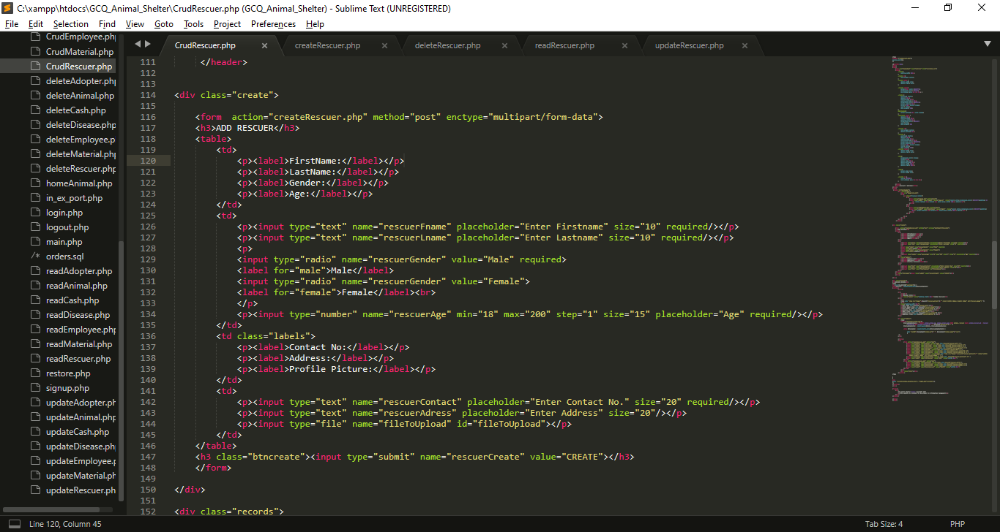 C:\xampp\htdocs\GCQ_Animal_Shelter\CrudRescuer.php (GCQ_Animal_Shelter) - Sublime Text (UNREGISTERED)
File Edit Selection Find View Goto Tools Project Preferences Help
CrudEmployee.php
CrudMaterial.php
CrudRescuer.php
deleteAdopter.php
deleteAnimal.php
deleteCash.php
deleteDisease.php
deleteEmployee.p
deleteMaterial.php
deleteRescuer.php
homeAnimal.php
in_ex_port.php
login.php
logout.php
main.php
/* orders.sql
readAdopter.php
readAnimal.php
readCash.php
readDisease.php
readEmployee.php
readMaterial.php
readRescuer.php
restore.php
signup.php
updateAdopter.ph
updateAnimal.php
updateCash.php
updateDisease.php
updateEmployee.p
updateMaterial.ph
updateRescuer.ph
CrudRescuer.php × createRescuer.php × deleteRescuer.php × readRescuer.php × updateRescuer.php ×
111 </header>
112
113
114 <div class="create">
115
116 <form  action="createRescuer.php" method="post" enctype="multipart/form-data">
117 <h3>ADD RESCUER</h3>
118 <table>
119 <td>
120 <p><label>FirstName:</label></p>
121 <p><label>LastName:</label></p>
122 <p><label>Gender:</label></p>
123 <p><label>Age:</label></p>
124 </td>
125 <td>
126 <p><input type="text" name="rescuerFname" placeholder="Enter Firstname" size="10" required/></p>
127 <p><input type="text" name="rescuerLname" placeholder="Enter Lastname" size="10" required/></p>
128 <p>
129 <input type="radio" name="rescuerGender" value="Male" required>
130 <label for="male">Male</label>
131 <input type="radio" name="rescuerGender" value="Female">
132 <label for="female">Female</label><br>
133 </p>
134 <p><input type="number" name="rescuerAge" min="18" max="200" step="1" size="15" placeholder="Age" required/></p>
135 </td>
136 <td class="labels">
137 <p><label>Contact No:</label></p>
138 <p><label>Address:</label></p>
139 <p><label>Profile Picture:</label></p>
140 </td>
141 <td>
142 <p><input type="text" name="rescuerContact" placeholder="Enter Contact No." size="20" required/></p>
143 <p><input type="text" name="rescuerAdress" placeholder="Enter Address" size="20"/></p>
144 <p><input type="file" name="fileToUpload" id="fileToUpload"></p>
145 </td>
146 </table>
147 <h3 class="btncreate"><input type="submit" name="rescuerCreate" value="CREATE"></h3>
148 </form>
149
150 </div>
151
152 <div class="records">
Line 120, Column 45 Tab Size: 4 PHP